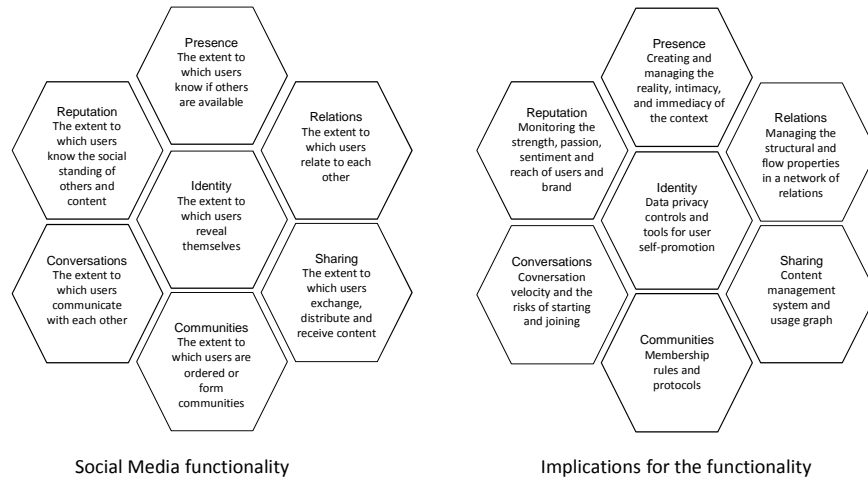 Presence
The extent to
which users
know if others
are available
Reputation
The extent to
which users
know the social
standing of
others and
content
Relations
The extent to
which users
relate to each
other
Identity
The extent to
which users
reveal
themselves
Conversations
The extent to
which users
communicate
with each other
Sharing
The extent to
which users
exchange,
distribute and
receive content
Communities
The extent to
which users are
ordered or
form
communities
Social Media functionality
Presence
Creating and
managing the
reality, intimacy,
and immediacy of
the context
Reputation
Monitoring the
strength, passion,
sentiment and
reach of users and
brand
Relations
Managing the
structural and
flow properties
in a network of
relations
Identity
Data privacy
controls and
tools for user
self-promotion
Conversations
Covnersation
velocity and the
risks of starting
and joining
Sharing
Content
management
system and
usage graph
Communities
Membership
rules and
protocols
Implications for the functionality